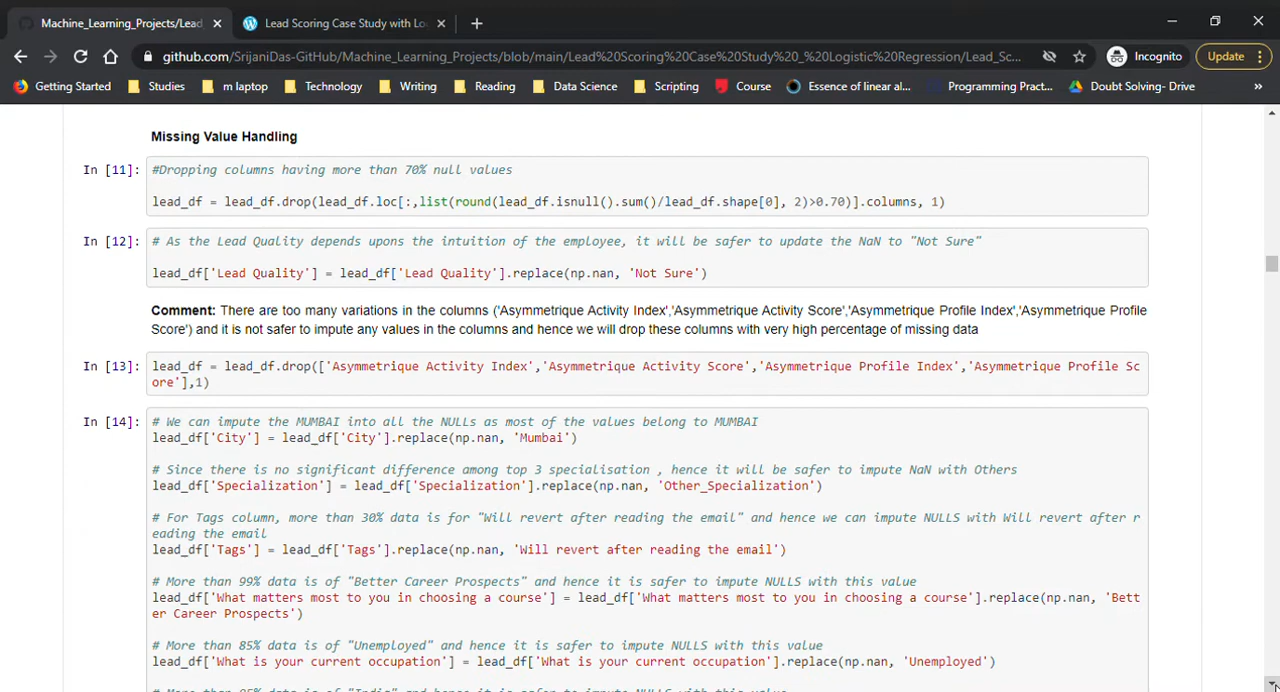 Machine_Learning_Projects/Lead
Lead Scoring Case Study with Lo
github.com/SrijaniDas-GitHub/Machine_Learning_Projects/blob/main/Lead%20Scoring%20Case%20Study%20_%20Logistic%20Regression/Lead_Sc...
Incognito
Update
Getting Started
Studies
m laptop
Technology
Writing
Reading
Data Science
Scripting
Course
Essence of linear al...
Programming Pract...
Doubt Solving- Drive
»
Missing Value Handling
In [11]:
#Dropping columns having more than 70% null values
lead_df = lead_df.drop(lead_df.loc[:,list(round(lead_df.isnull().sum()/lead_df.shape[0], 2)>0.70)].columns, 1)
In [12]:
# As the Lead Quality depends upons the intuition of the employee, it will be safer to update the NaN to "Not Sure"
lead_df['Lead Quality'] = lead_df['Lead Quality'].replace(np.nan, 'Not Sure')
Comment: There are too many variations in the columns ('Asymmetrique Activity Index','Asymmetrique Activity Score','Asymmetrique Profile Index','Asymmetrique Profile
Score') and it is not safer to impute any values in the columns and hence we will drop these columns with very high percentage of missing data
In [13]:
lead_df = lead_df.drop(['Asymmetrique Activity Index','Asymmetrique Activity Score','Asymmetrique Profile Index','Asymmetrique Profile Sc
ore'],1)
In [14]:
# We can impute the MUMBAI into all the NULLs as most of the values belong to MUMBAI
lead_df['City'] = lead_df['City'].replace(np.nan, 'Mumbai')
# Since there is no significant difference among top 3 specialisation , hence it will be safer to impute NaN with Others
lead_df['Specialization'] = lead_df['Specialization'].replace(np.nan, 'Other_Specialization')
# For Tags column, more than 30% data is for "Will revert after reading the email" and hence we can impute NULLS with Will revert after r
eading the email
lead_df['Tags'] = lead_df['Tags'].replace(np.nan, 'Will revert after reading the email')
# More than 99% data is of "Better Career Prospects" and hence it is safer to impute NULLS with this value
lead_df['What matters most to you in choosing a course'] = lead_df['What matters most to you in choosing a course'].replace(np.nan, 'Bett
er Career Prospects')
# More than 85% data is of "Unemployed" and hence it is safer to impute NULLS with this value
lead_df['What is your current occupation'] = lead_df['What is your current occupation'].replace(np.nan, 'Unemployed')